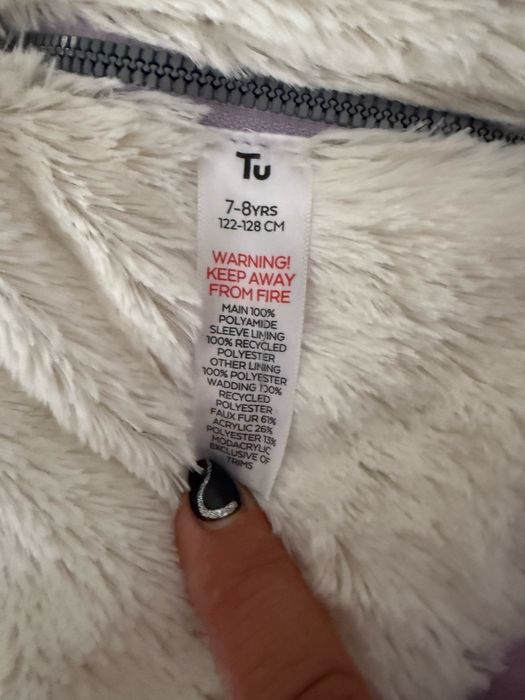 Tu
7-8YRS
122-128 CM
WARNING!
KEEP AWAY
FROM FIRE
MAIN 100%
POLYAMIDE
SLEEVE LINING
100% RECYCLED
POLYESTER
OTHER LINING
100% POLYESTER
WADDING 100%
RECYCLED
POLYESTER
FAUX FUR 61%
ACRYLIC 26%
POLYESTER 13%
MODACRYLIC
EXCLUSIVE OF
TRIMS